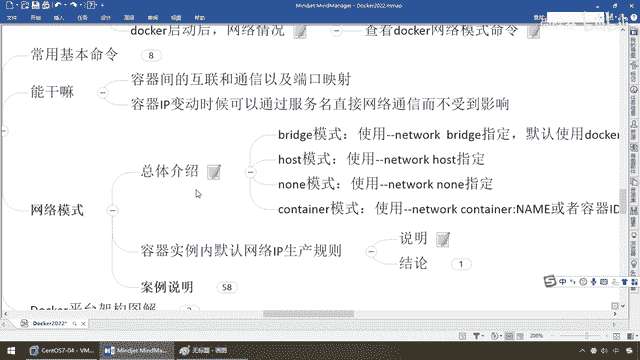 Mindjet MindManager - Docker2022.mmap
docker启动后，网络情况
查看docker网络模式命令
常用基本命令
8
能干嘛
容器间的互联和通信以及端口映射
容器IP变动时候可以通过服务名直接网络通信而不受到影响
bridge模式：使用--network bridge指定，默认使用docker
总体介绍
host模式：使用--network host指定
none模式：使用--network none指定
网络模式
container模式：使用--network container:NAME或者容器ID
容器实例内默认网络IP生产规则
说明
结论
1
案例说明
58
Docker平台架构图解
Docker2022*
200%
CentOS7-04 - VM...
Mindjet MindMa...
无标题 - 画图